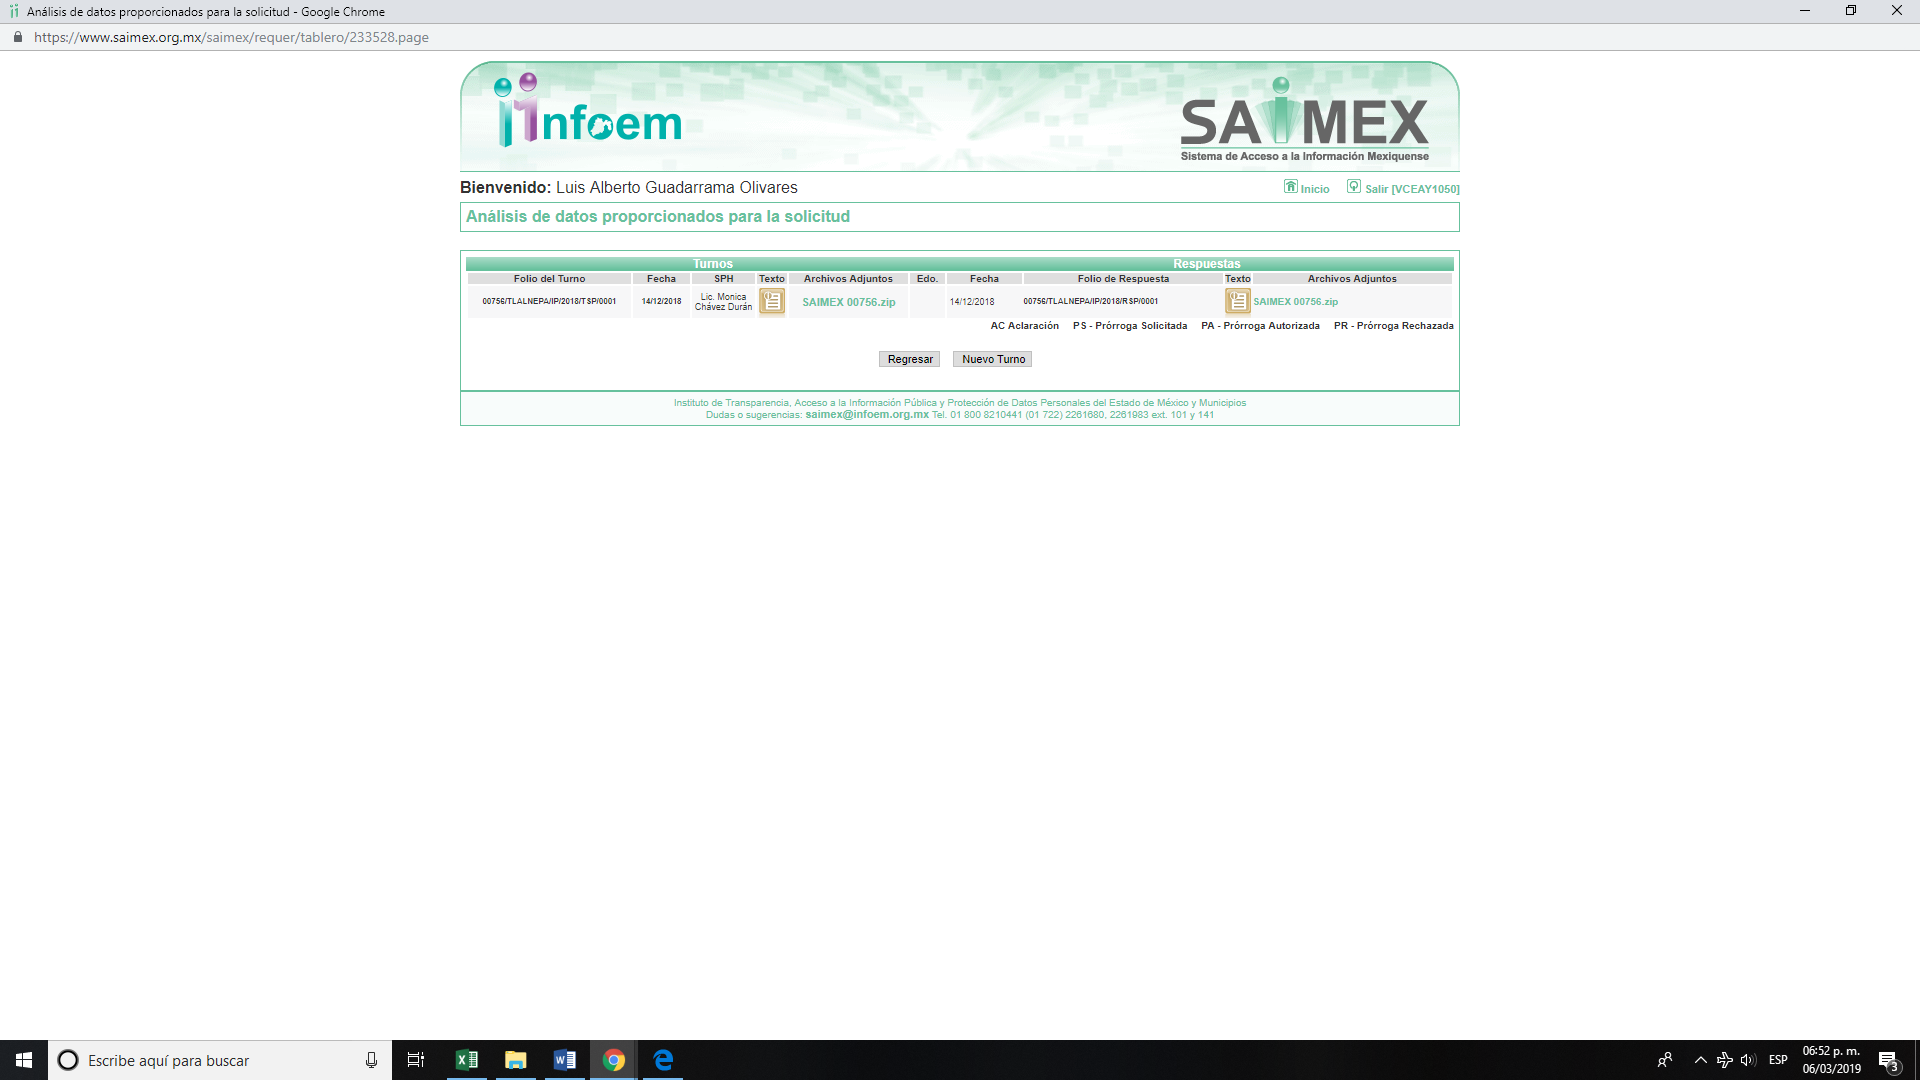 Análisis de datos proporcionados para la solicitud - Google Chrome
https://www.saimex.org.mx/saimex/requer/tablero/233528.page
infoem
SAIMEX
Sistema de Acceso a la Información Mexiquense
Bienvenido: Luis Alberto Guadarrama Olivares
Inicio Salir [VCEAY1050]
Análisis de datos proporcionados para la solicitud
Turnos Respuestas
Folio del Turno Fecha SPH Texto Archivos Adjuntos Edo. Fecha Folio de Respuesta Texto Archivos Adjuntos
00756/TLALNEPA/IP/2018/TSP/0001 14/12/2018 Lic. Monica Chávez Durán SAIMEX 00756.zip 14/12/2018 00756/TLALNEPA/IP/2018/RSP/0001 SAIMEX 00756.zip
AC Aclaración PS - Prórroga Solicitada PA - Prórroga Autorizada PR - Prórroga Rechazada
Regresar Nuevo Turno
Instituto de Transparencia, Acceso a la Información Pública y Protección de Datos Personales del Estado de México y Municipios
Dudas o sugerencias: saimex@infoem.org.mx Tel. 01 800 8210441 (01 722) 2261680, 2261983 ext. 101 y 141
Escribe aquí para buscar
ESP
06:52 p. m.
06/03/2019
3